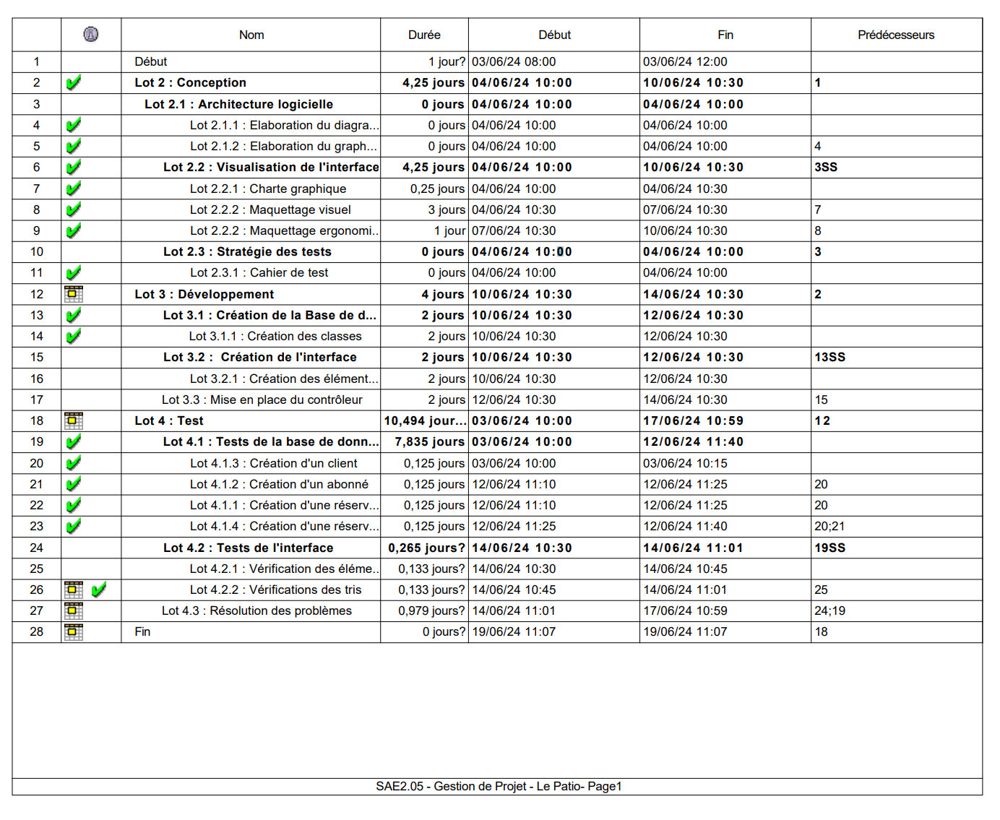 Nom Durée Début Fin Prédécesseurs
1 Début 1 jour? 03/06/24 08:00 03/06/24 12:00
2 Lot 2 : Conception 4,25 jours 04/06/24 10:00 10/06/24 10:30 1
3 Lot 2.1 : Architecture logicielle 0 jours 04/06/24 10:00 04/06/24 10:00
4 Lot 2.1.1 : Elaboration du diagra... 0 jours 04/06/24 10:00 04/06/24 10:00
5 Lot 2.1.2 : Elaboration du graph... 0 jours 04/06/24 10:00 04/06/24 10:00 4
6 Lot 2.2 : Visualisation de l'interface 4,25 jours 04/06/24 10:00 10/06/24 10:30 3SS
7 Lot 2.2.1 : Charte graphique 0,25 jours 04/06/24 10:00 04/06/24 10:30
8 Lot 2.2.2 : Maquettage visuel 3 jours 04/06/24 10:30 07/06/24 10:30 7
9 Lot 2.2.2 : Maquettage ergonomi.. 1 jour 07/06/24 10:30 10/06/24 10:30 8
10 Lot 2.3 : Stratégie des tests 0 jours 04/06/24 10:00 04/06/24 10:00 3
11 Lot 2.3.1 : Cahier de test 0 jours 04/06/24 10:00 04/06/24 10:00
12 Lot 3 : Développement 4 jours 10/06/24 10:30 14/06/24 10:30 2
13 Lot 3.1 : Création de la Base de d... 2 jours 10/06/24 10:30 12/06/24 10:30
14 Lot 3.1.1 : Création des classes 2 jours 10/06/24 10:30 12/06/24 10:30
15 Lot 3.2 : Création de l'interface 2 jours 10/06/24 10:30 12/06/24 10:30 13SS
16 Lot 3.2.1 : Création des élément... 2 jours 10/06/24 10:30 12/06/24 10:30
17 Lot 3.3 : Mise en place du contrôleur 2 jours 12/06/24 10:30 14/06/24 10:30 15
18 Lot 4 : Test 10,494 jour... 03/06/24 10:00 17/06/24 10:59 12
19 Lot 4.1 : Tests de la base de donn... 7,835 jours 03/06/24 10:00 12/06/24 11:40
20 Lot 4.1.3 : Création d'un client 0,125 jours 03/06/24 10:00 03/06/24 10:15
21 Lot 4.1.2 : Création d'un abonné 0,125 jours 12/06/24 11:10 12/06/24 11:25 20
22 Lot 4.1.1 : Création d'une réserv... 0,125 jours 12/06/24 11:10 12/06/24 11:25 20
23 Lot 4.1.4 : Création d'une réserv... 0,125 jours 12/06/24 11:25 12/06/24 11:40 20;21
24 Lot 4.2 : Tests de l'interface 0,265 jours? 14/06/24 10:30 14/06/24 11:01 19SS
25 Lot 4.2.1 : Vérification des éléme.. 0,133 jours? 14/06/24 10:30 14/06/24 10:45
26 Lot 4.2.2 : Vérifications des tris 0,133 jours? 14/06/24 10:45 14/06/24 11:01 25
27 Lot 4.3 : Résolution des problèmes 0,979 jours? 14/06/24 11:01 17/06/24 10:59 24;19
28 Fin 0 jours? 19/06/24 11:07 19/06/24 11:07 18
SAE2.05 - Gestion de Projet - Le Patio- Page1